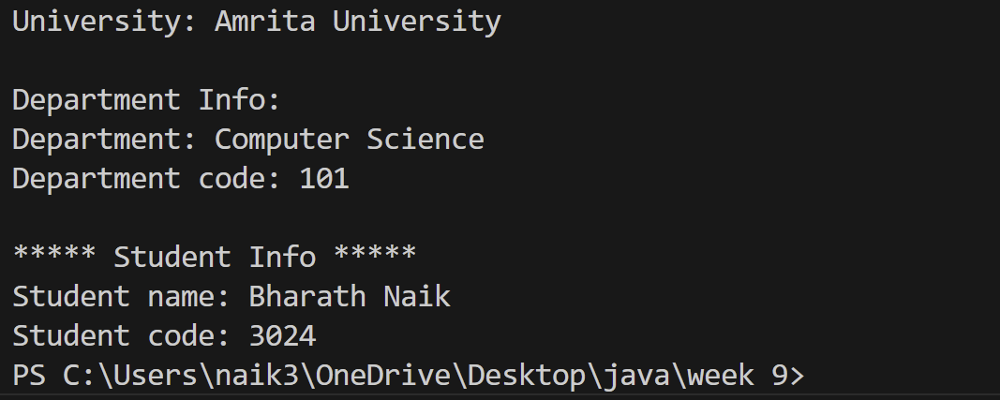 University: Amrita University
Department Info:
Department: Computer Science
Department code: 101
***** Student Info *****
Student name: Bharath Naik
Student code: 3024
PS C:\Users\naik3\OneDrive\Desktop\java\week 9>